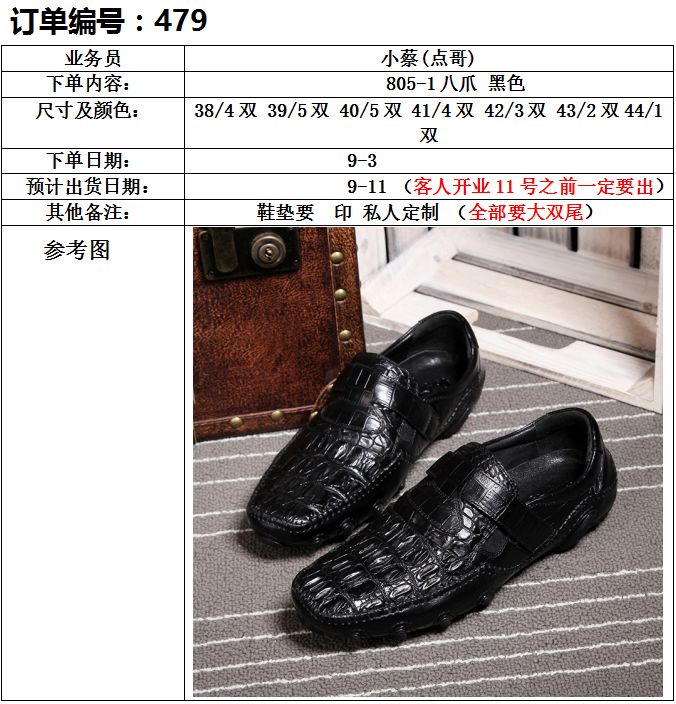 订单编号：479
业务员 小蔡(点哥)
下单内容： 805-1八爪 黑色
尺寸及颜色： 38/4双 39/5双 40/5双 41/4双 42/3双 43/2双 44/1
双
下单日期： 9-3
预计出货日期： 9-11 （客人开业11号之前一定要出）
其他备注： 鞋垫要 印 私人定制 （全部要大双尾）
参考图